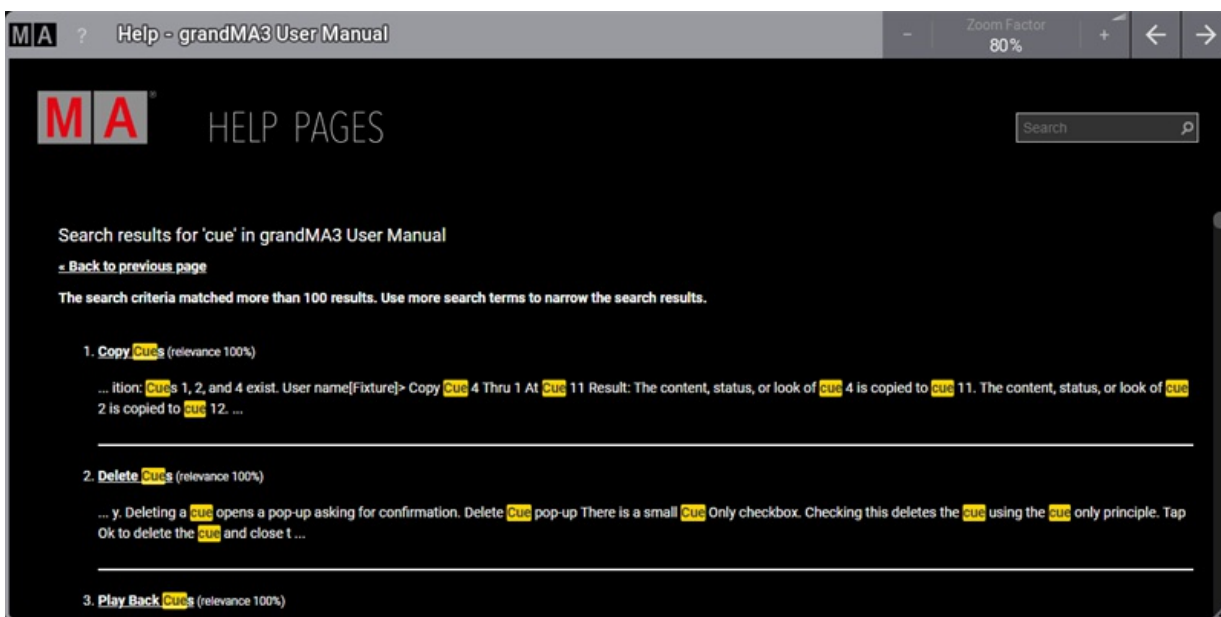 MA ? Help - grandMA3 User Manual - Zoom Factor 80% + ← →
MA® HELP PAGES Search
Search results for 'cue' in grandMA3 User Manual
« Back to previous page
The search criteria matched more than 100 results. Use more search terms to narrow the search results.
1. Copy Cues (relevance 100%)
... ition: Cues 1, 2, and 4 exist. User name[Fixture]> Copy Cue 4 Thru 1 At Cue 11 Result: The content, status, or look of cue 4 is copied to cue 11. The content, status, or look of cue
2 is copied to cue 12. ...
2. Delete Cues (relevance 100%)
... y. Deleting a cue opens a pop-up asking for confirmation. Delete Cue pop-up There is a small Cue Only checkbox. Checking this deletes the cue using the cue only principle. Tap
Ok to delete the cue and close t ...
3. Play Back Cues (relevance 100%)